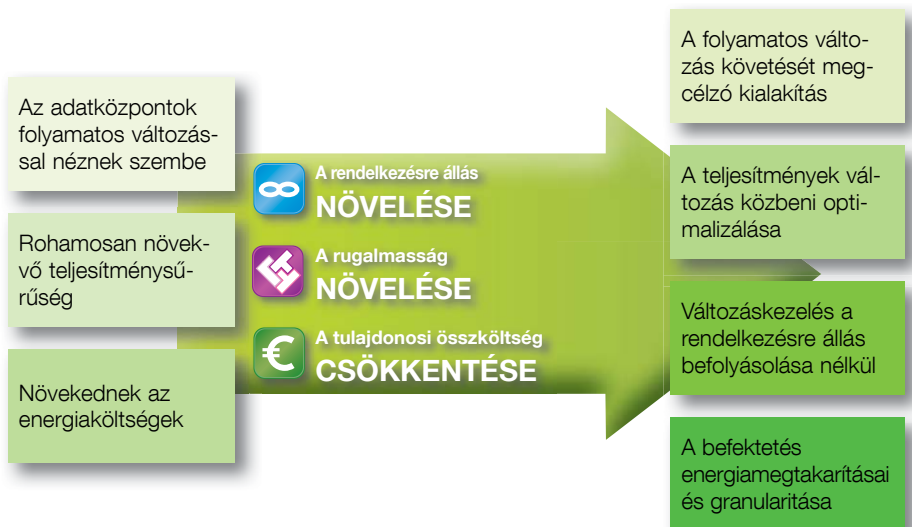 Az adatközpontok
folyamatos változás-
sal néznek szembe
Rohamosan növek-
vő teljesítménysű-
rűség
Növekednek az
energiaköltségek
A rendelkezésre állás
NÖVELÉSE
A rugalmasság
NÖVELÉSE
€
A tulajdonosi összköltség
CSÖKKENTÉSE
A folyamatos válto-
zás követését meg-
célzó kialakítás
A teljesítmények vál-
tozás közbeni opti-
malizálása
Változáskezelés a
rendelkezésre állás
befolyásolása nélkül
A befektetés
energiamegtakarításai
és granularitása